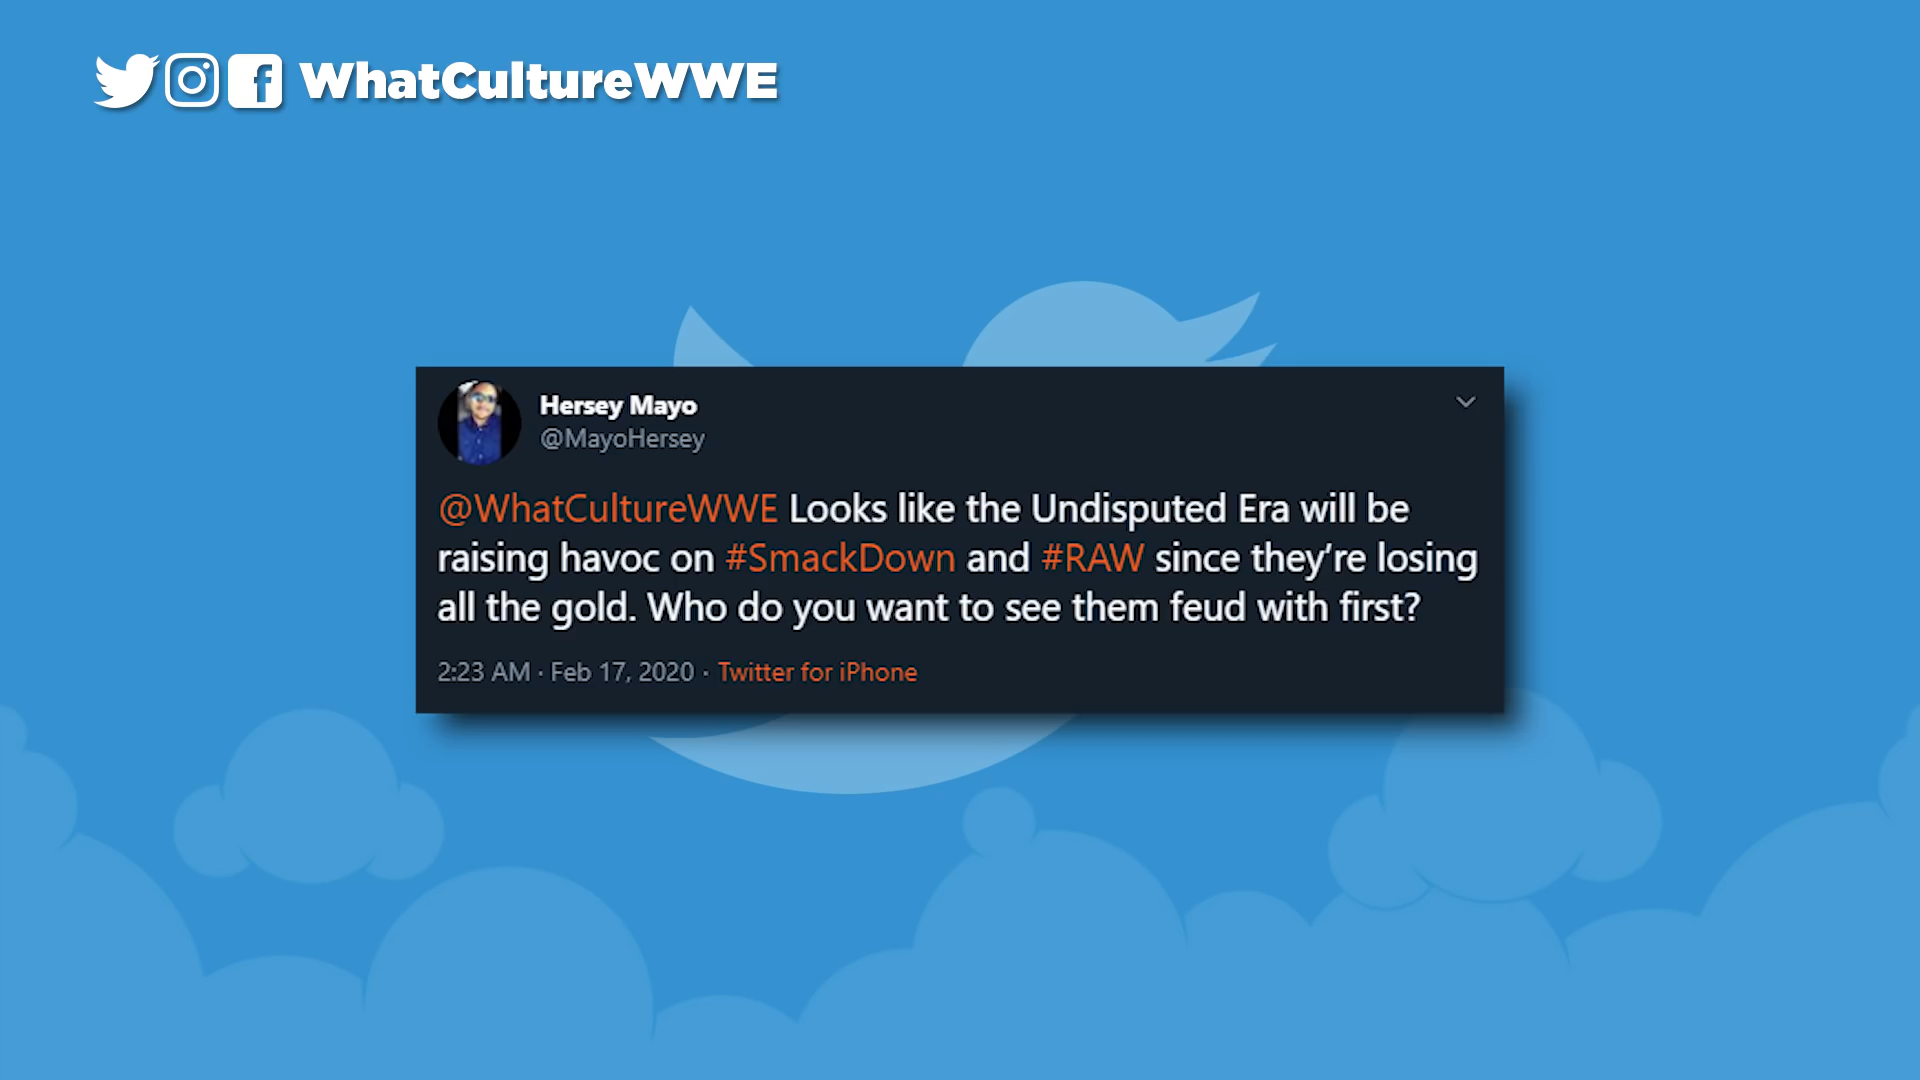 WhatCultureWWE
Hersey Mayo
@MayoHersey
@WhatCultureWWE Looks like the Undisputed Era will be
raising havoc on #SmackDown and #RAW since they’re losing
all the gold. Who do you want to see them feud with first?
2:23 AM · Feb 17, 2020 · Twitter for iPhone